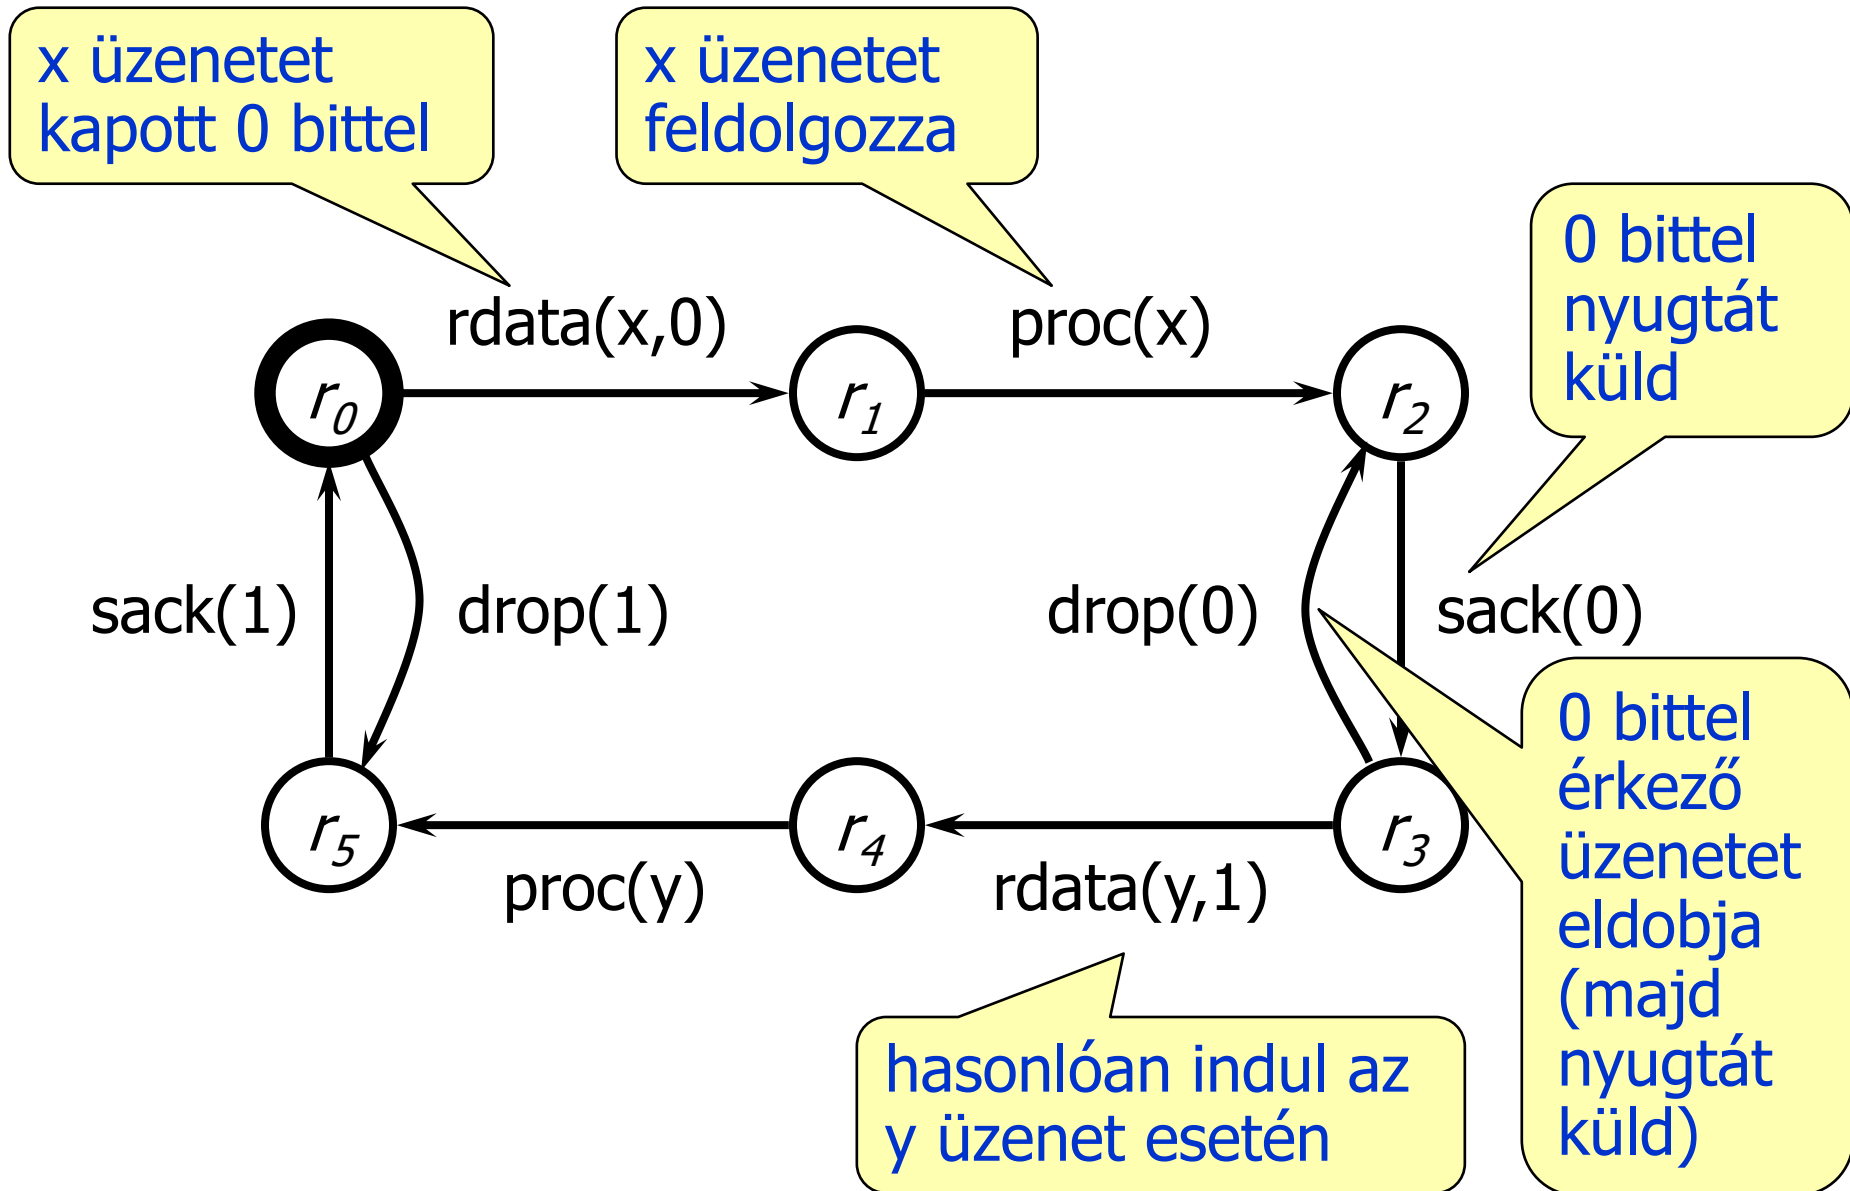 x üzenetet
kapott 0 bittel
x üzenetet
feldolgozza
0 bittel
nyugtát
küld
rdata(x,0)
proc(x)
r0
r1
r2
sack(1)
drop(1)
drop(0)
sack(0)
0 bittel
érkező
üzenetet
eldobja
(majd
nyugtát
küld)
r5
r4
r3
proc(y)
rdata(y,1)
hasonlóan indul az
y üzenet esetén